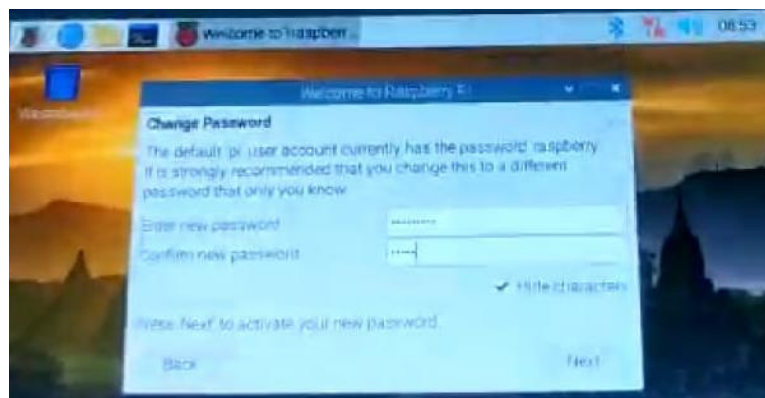 Welcome to Raspberr...
08:53
Wastebasket
Welcome to Raspberry Pi
Change Password
The default 'pi' user account currently has the password 'raspberry'.
It is strongly recommended that you change this to a different
password that only you know.
Enter new password:
Confirm new password:
Hide characters
Press 'Next' to activate your new password.
Back
Next